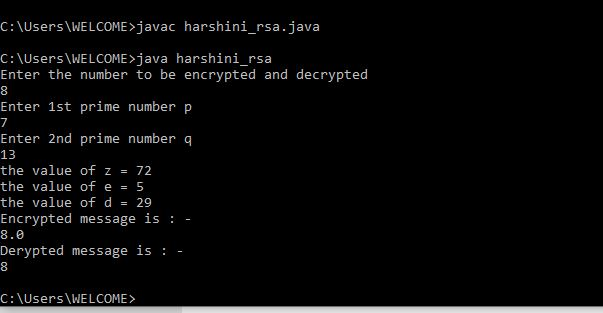 C:\Users\WELCOME>javac harshini_rsa.java
C:\Users\WELCOME>java harshini_rsa
Enter the number to be encrypted and decrypted
8
Enter 1st prime number p
7
Enter 2nd prime number q
13
the value of z = 72
the value of e = 5
the value of d = 29
Encrypted message is : -
8.0
Derypted message is : -
8
C:\Users\WELCOME>